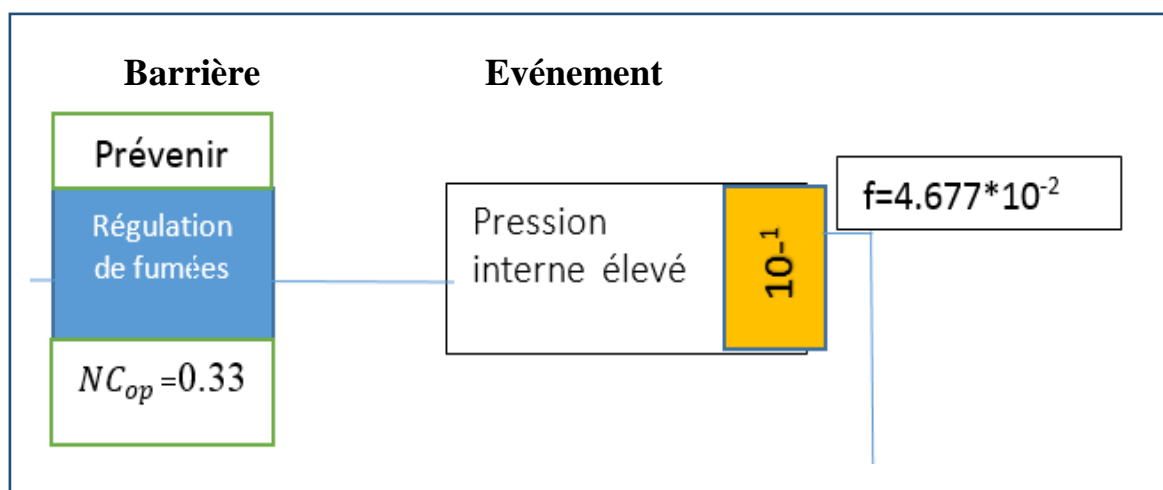 Barrière
Evénement
Prévenir
Régulation
de fumées
NCop =0.33
Pression
interne élevé
10-1
f=4.677*10-2